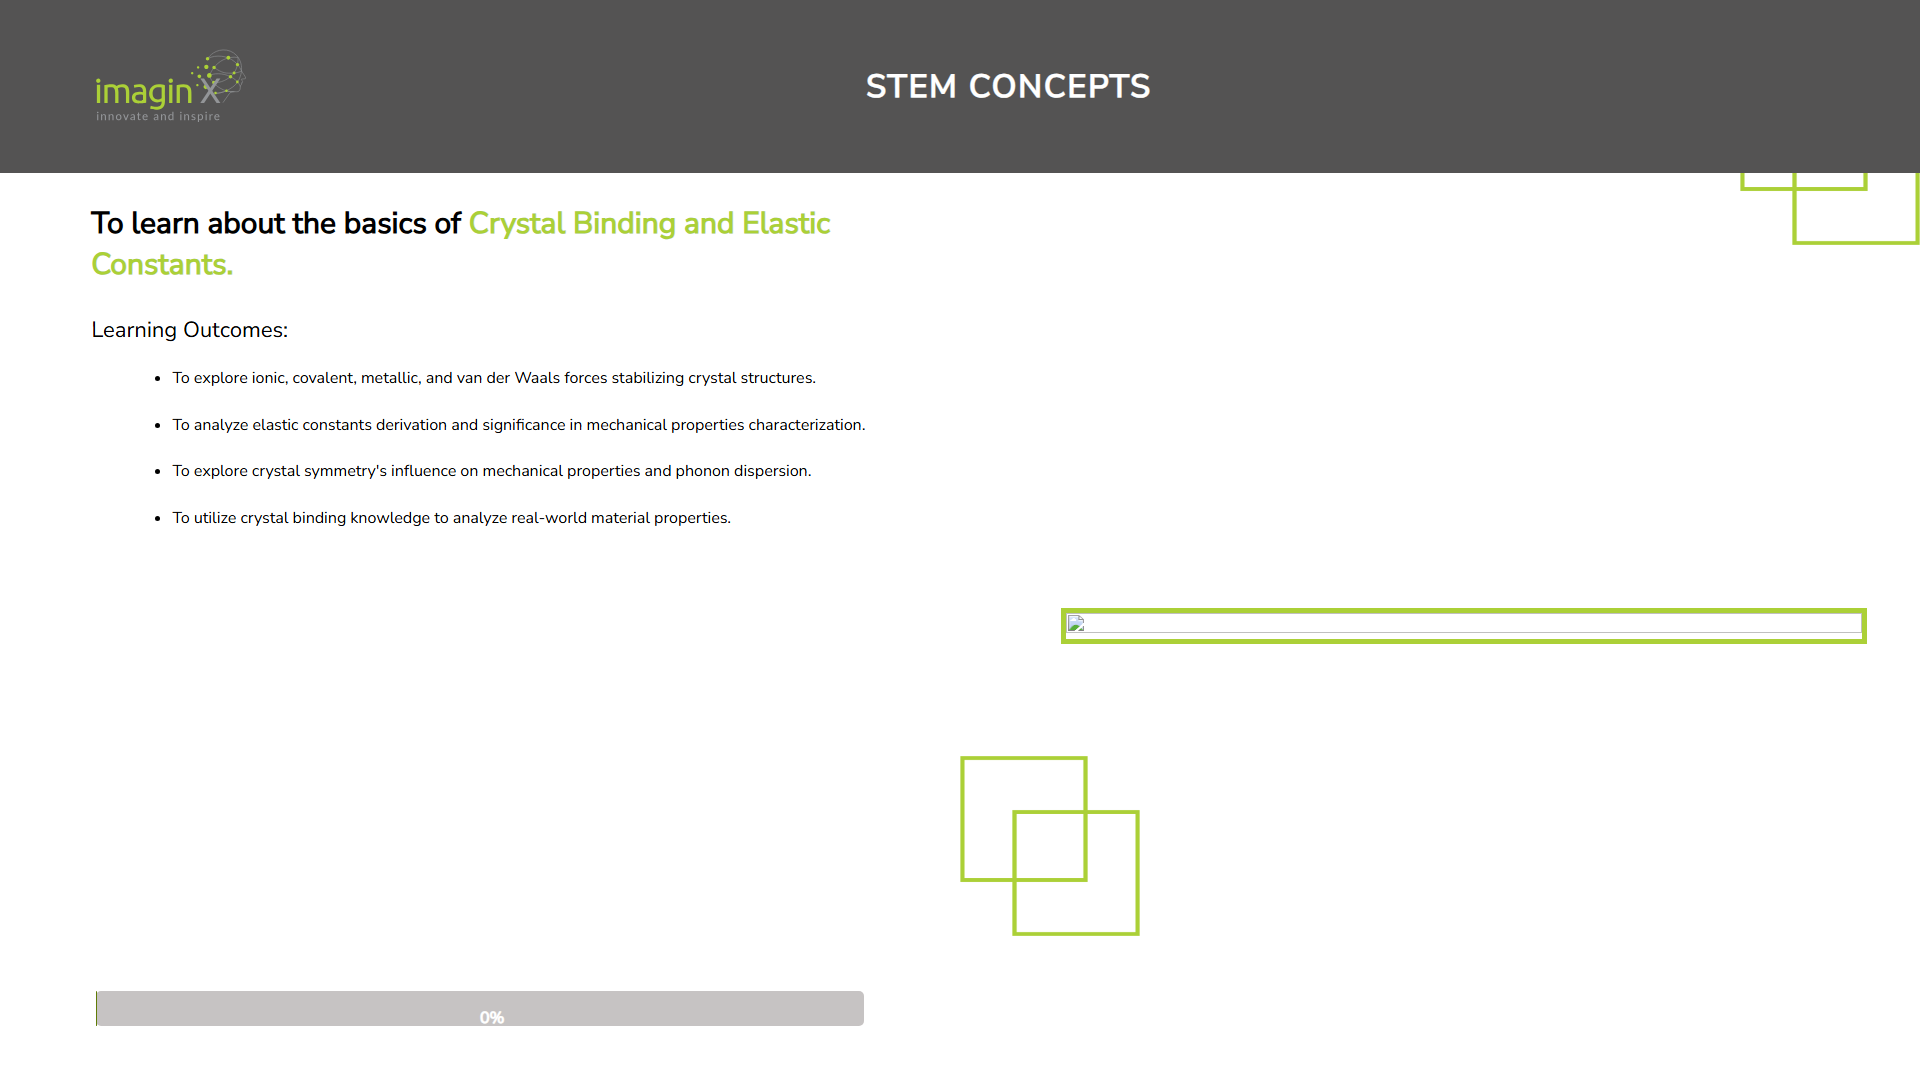 imagin X
innovate and inspire
STEM CONCEPTS
To learn about the basics of Crystal Binding and Elastic
Constants.
Learning Outcomes:
• To explore ionic, covalent, metallic, and van der Waals forces stabilizing crystal structures.
• To analyze elastic constants derivation and significance in mechanical properties characterization.
• To explore crystal symmetry's influence on mechanical properties and phonon dispersion.
• To utilize crystal binding knowledge to analyze real-world material properties.
0%